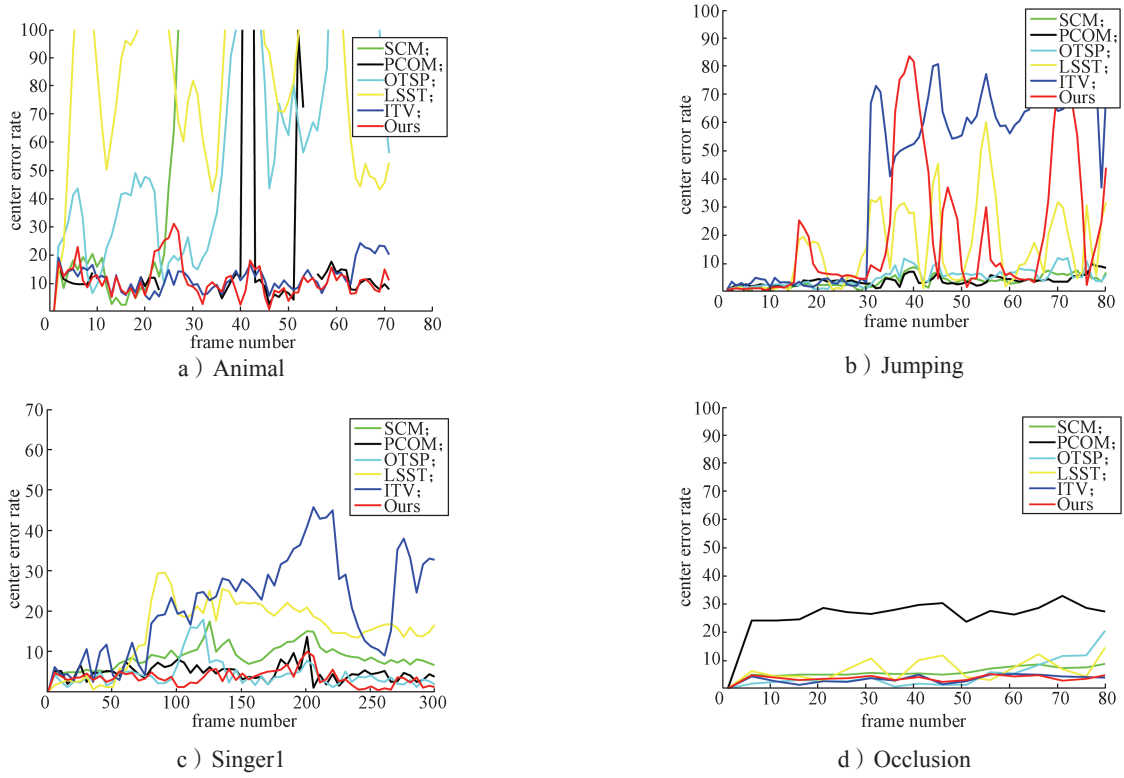 100
90
80
70
60
50
40
30
20
10
0
10
20
30
40
50
60
70
80
center error rate
frame number
SCM;
PCOM;
OTSP;
LSST;
ITV;
Ours
a）Animal
100
90
80
70
60
50
40
30
20
10
0
10
20
30
40
50
60
70
80
center error rate
frame number
SCM;
PCOM;
OTSP;
LSST;
ITV;
Ours
b）Jumping
70
60
50
40
30
20
10
0
50
100
150
200
250
300
center error rate
frame number
SCM;
PCOM;
OTSP;
LSST;
ITV;
Ours
c）Singer1
100
90
80
70
60
50
40
30
20
10
0
10
20
30
40
50
60
70
80
center error rate
frame number
SCM;
PCOM;
OTSP;
LSST;
ITV;
Ours
d）Occlusion